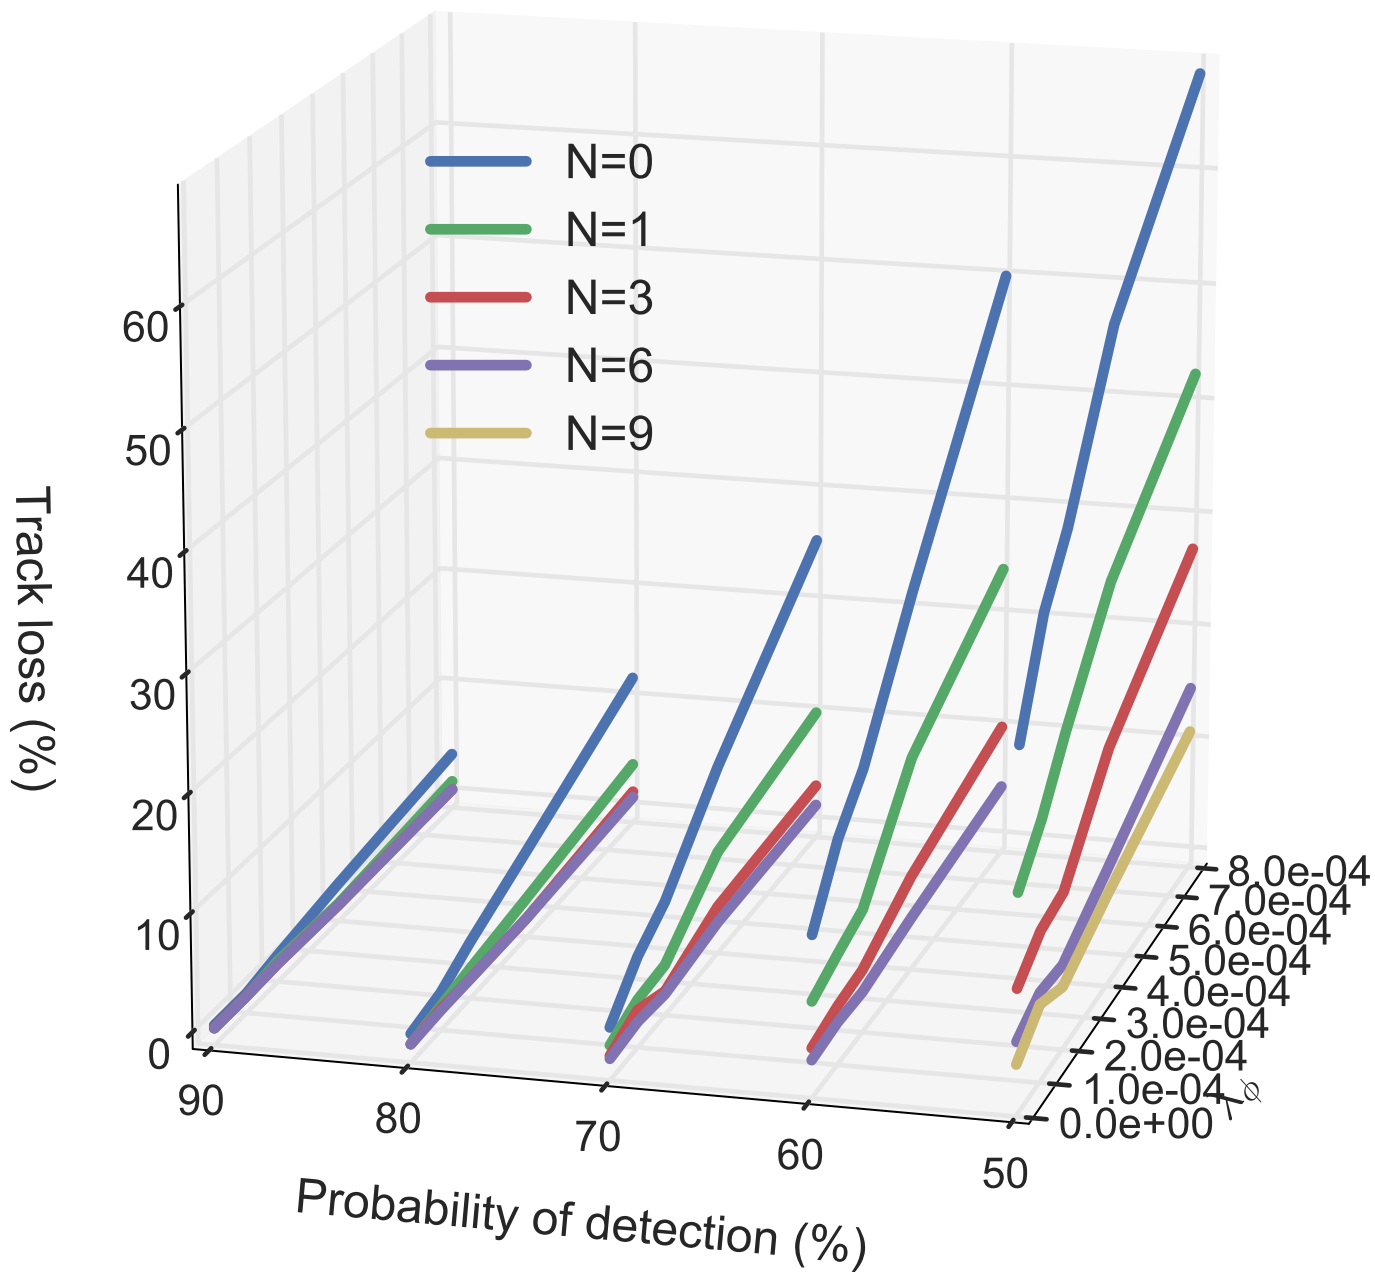 N=0
N=1
N=3
N=6
N=9
60
50
40
30
20
10
0
Track loss (%)
90
80
70
60
50
Probability of detection (%)
8.0e-04
7.0e-04
6.0e-04
5.0e-04
4.0e-04
3.0e-04
2.0e-04
1.0e-04
0.0e+00
λ𝜙